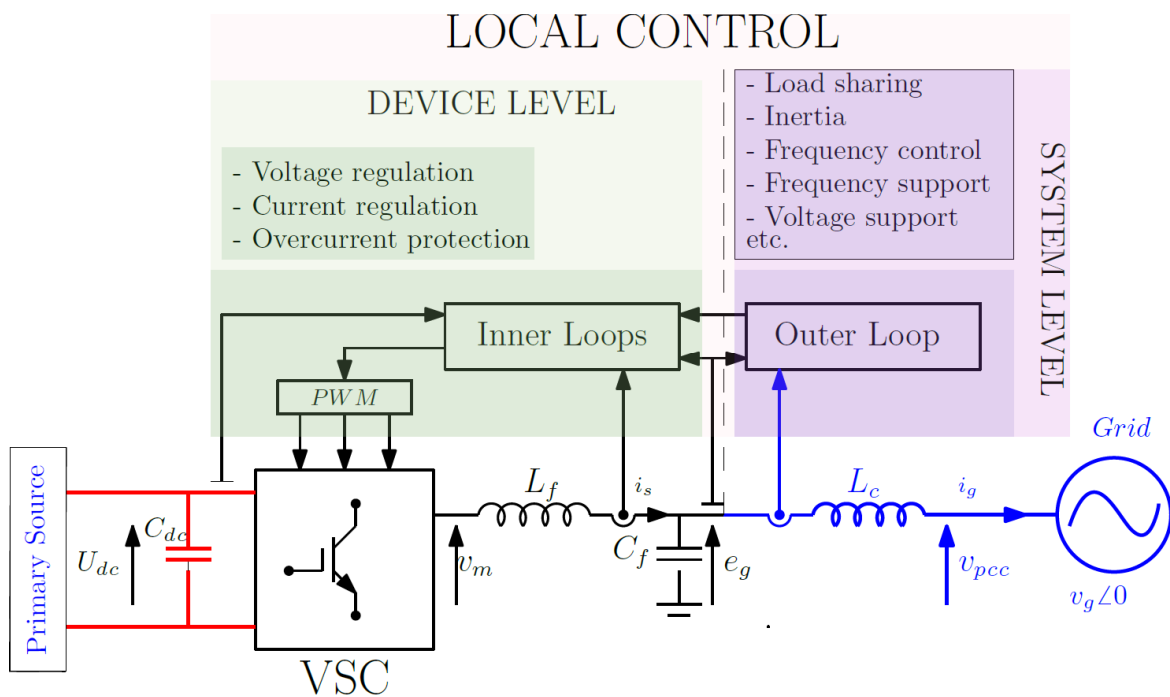 LOCAL CONTROL
DEVICE LEVEL
- Voltage regulation
- Current regulation
- Overcurrent protection
- Load sharing
- Inertia
- Frequency control
- Frequency support
- Voltage support
etc.
SYSTEM LEVEL
Inner Loops
Outer Loop
PWM
Primary Source
U_dc
C_dc
VSC
v_m
L_f
i_s
C_f
e_g
L_c
i_g
v_pcc
Grid
v_g∠0